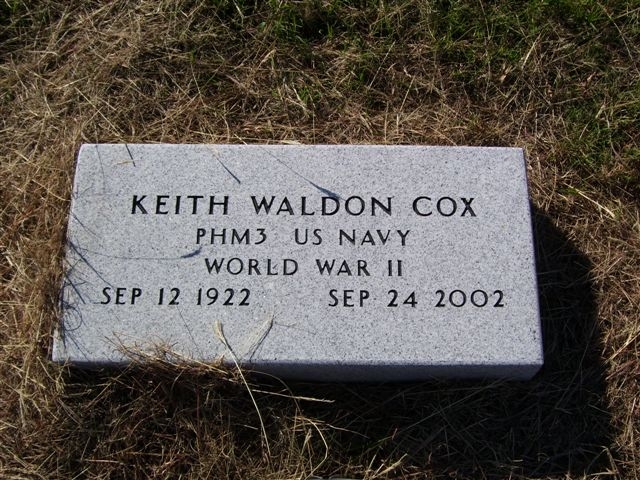 KEITH WALDON COX
PHM3 US NAVY
WORLD WAR II
SEP 12 1922 SEP 24 2002